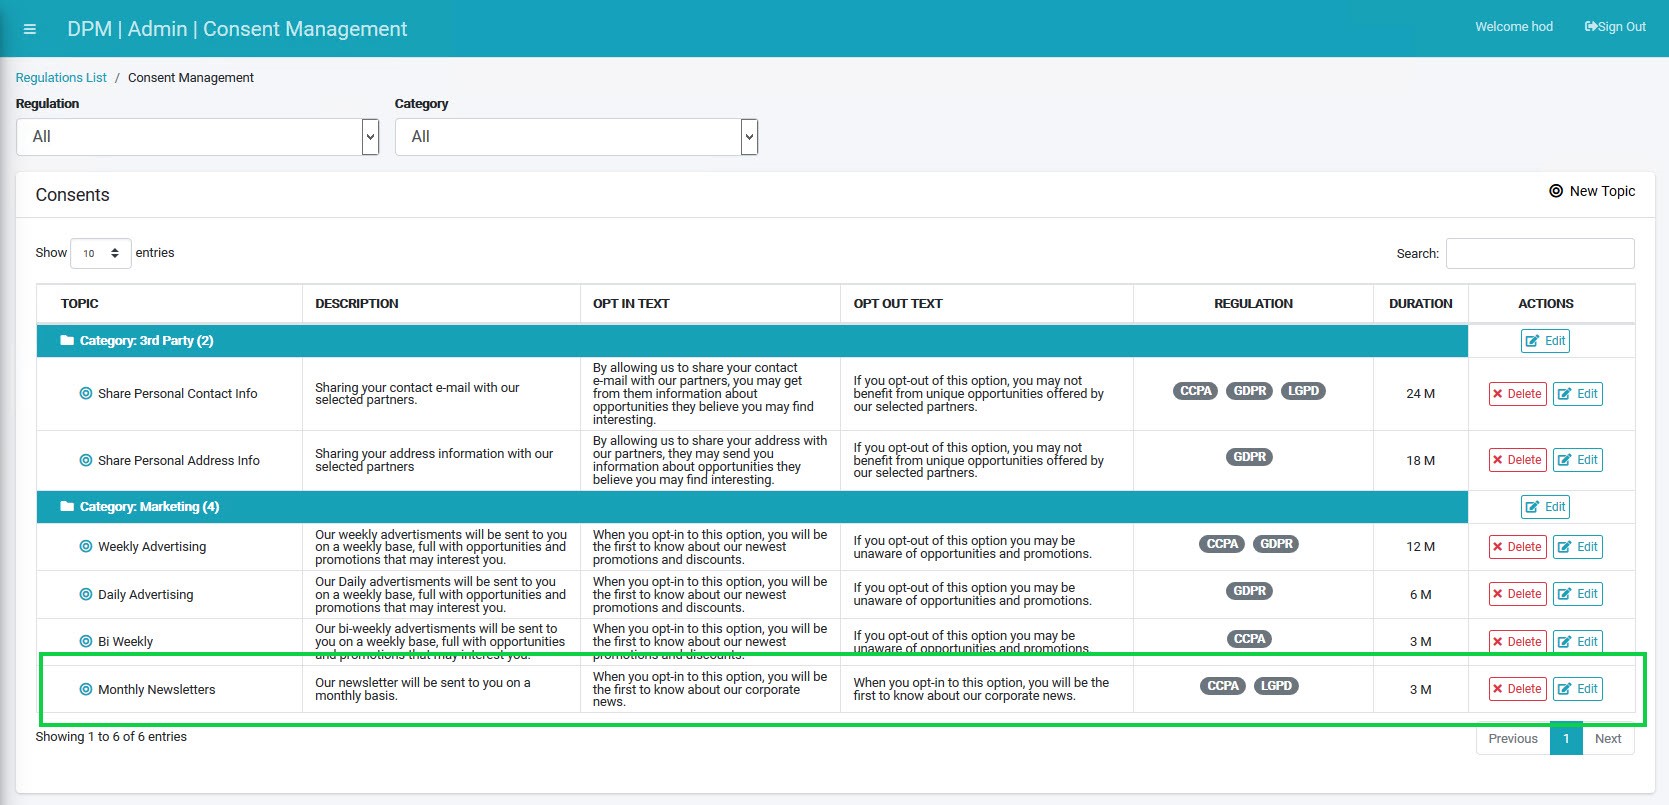 DPM | Admin | Consent Management
Welcome hod
Sign Out
Regulations List / Consent Management
Regulation
Category
All
All
Consents
New Topic
Show 10 entries
Search:
TOPIC
DESCRIPTION
OPT IN TEXT
OPT OUT TEXT
REGULATION
DURATION
ACTIONS
Category: 3rd Party (2)
Edit
Share Personal Contact Info
Sharing your contact e-mail with our
selected partners.
By allowing us to share your contact
e-mail with our partners, you may get
from them information about
opportunities they believe you may find
interesting.
If you opt-out of this option, you may not
benefit from unique opportunities offered by
our selected partners.
CCPA GDPR LGPD
24 M
Delete Edit
Share Personal Address Info
Sharing your address information with our
selected partners
By allowing us to share your address with
our partners, they may send you
information about opportunities they
believe you may find interesting.
If you opt-out of this option, you may not
benefit from unique opportunities offered by
our selected partners.
GDPR
18 M
Delete Edit
Category: Marketing (4)
Edit
Weekly Advertising
Our weekly advertisments will be sent to you
on a weekly base, full with opportunities and
promotions that may interest you.
When you opt-in to this option, you will be
the first to know about our newest
promotions and discounts.
If you opt-out of this option you may be
unaware of opportunities and promotions.
CCPA GDPR
12 M
Delete Edit
Daily Advertising
Our Daily advertisments will be sent to you
on a weekly base, full with opportunities and
promotions that may interest you.
When you opt-in to this option, you will be
the first to know about our newest
promotions and discounts.
If you opt-out of this option you may be
unaware of opportunities and promotions.
GDPR
6 M
Delete Edit
Bi Weekly
Our bi-weekly advertisments will be sent to
you on a weekly base, full with opportunities
and promotions that may interest you.
When you opt-in to this option, you will be
the first to know about our newest
promotions and discounts.
If you opt-out of this option you may be
unaware of opportunities and promotions.
CCPA
3 M
Delete Edit
Monthly Newsletters
Our newsletter will be sent to you on a
monthly basis.
When you opt-in to this option, you will be
the first to know about our corporate
news.
When you opt-in to this option, you will be the
first to know about our corporate news.
CCPA LGPD
3 M
Delete Edit
Showing 1 to 6 of 6 entries
Previous 1 Next